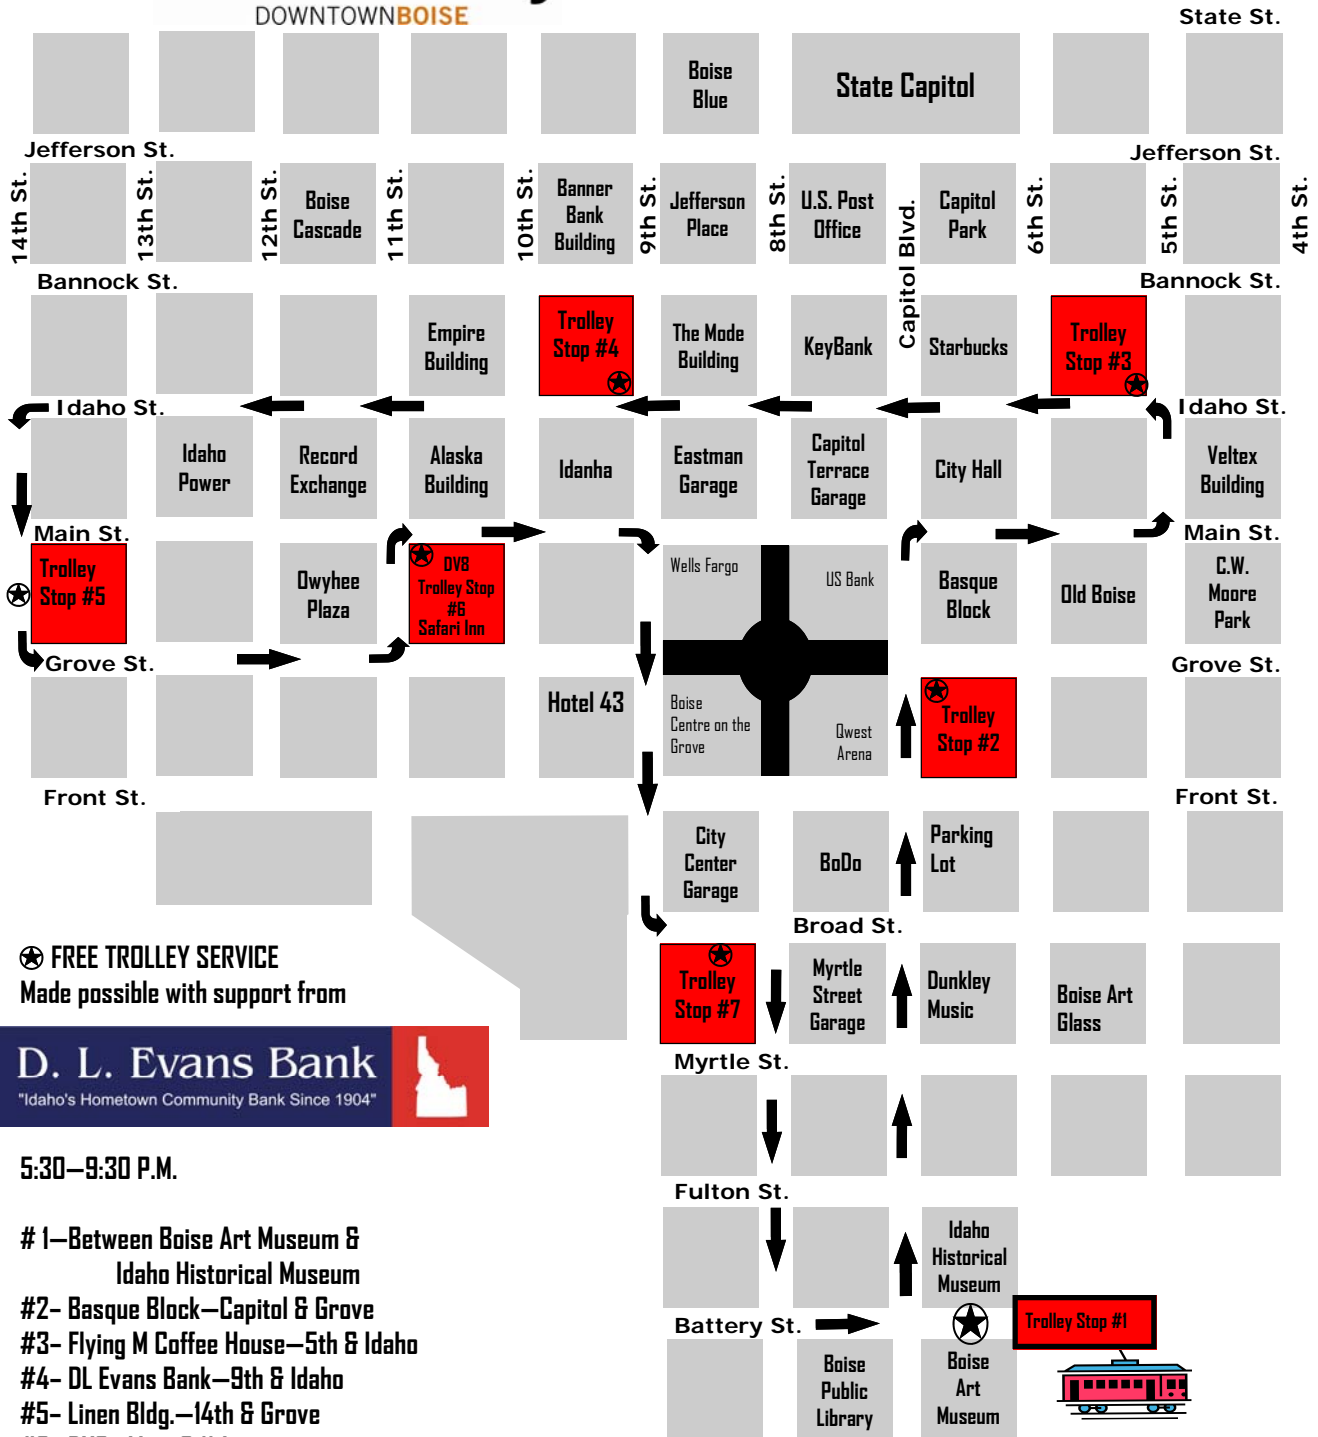 DOWNTOWNBOISE
State St.
Boise
Blue
State Capitol
Jefferson St.
Jefferson St.
14th St.
13th St.
12th St.
Boise
Cascade
11th St.
10th St.
Banner
Bank
Building
9th St.
Jefferson
Place
8th St.
U.S. Post
Office
Capitol Blvd.
Capitol
Park
6th St.
5th St.
4th St.
Bannock St.
Bannock St.
Empire
Building
Trolley
Stop #4
The Mode
Building
KeyBank
Starbucks
Trolley
Stop #3
Idaho St.
Idaho St.
Idaho
Power
Record
Exchange
Alaska
Building
Idanha
Eastman
Garage
Capitol
Terrace
Garage
City Hall
Veltex
Building
Main St.
Main St.
Trolley
Stop #5
Owyhee
Plaza
DV8
Trolley Stop
#6
Safari Inn
Wells Fargo
US Bank
Basque
Block
Old Boise
C.W.
Moore
Park
Grove St.
Grove St.
Hotel 43
Boise
Centre on the
Grove
Qwest
Arena
Trolley
Stop #2
Front St.
Front St.
City
Center
Garage
BoDo
Parking
Lot
Broad St.
FREE TROLLEY SERVICE
Made possible with support from
Trolley
Stop #7
Myrtle
Street
Garage
Dunkley
Music
Boise Art
Glass
D. L. Evans Bank
"Idaho's Hometown Community Bank Since 1904"
Myrtle St.
5:30—9:30 P.M.
Fulton St.
# 1—Between Boise Art Museum &
Idaho Historical Museum
#2- Basque Block—Capitol & Grove
#3- Flying M Coffee House—5th & Idaho
#4- DL Evans Bank—9th & Idaho
#5- Linen Bldg.—14th & Grove
Idaho
Historical
Museum
Battery St.
Trolley Stop #1
Boise
Public
Library
Boise
Art
Museum